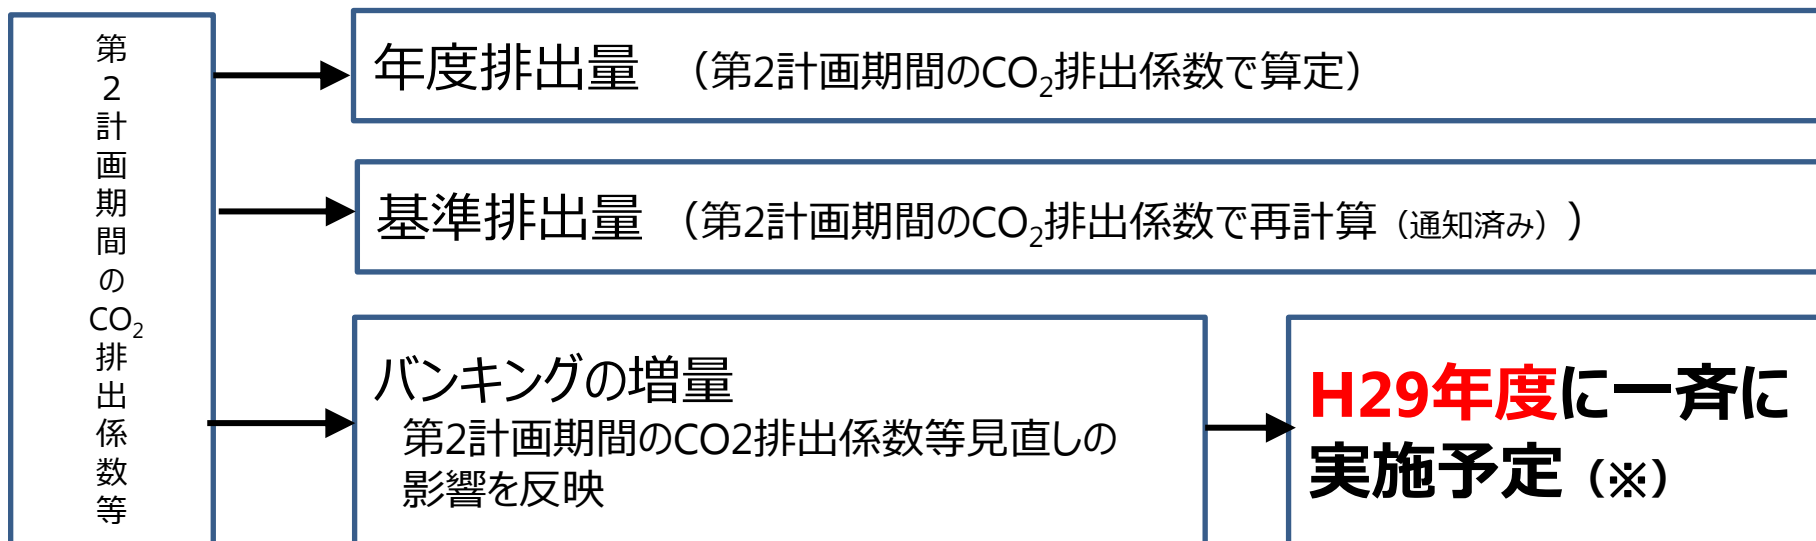 第2計画期間のCO₂排出係数等
年度排出量 （第2計画期間のCO₂排出係数で算定）
基準排出量 （第2計画期間のCO₂排出係数で再計算（通知済み））
バンキングの増量
第2計画期間のCO2排出係数等見直しの
影響を反映
H29年度に一斉に
実施予定（※）